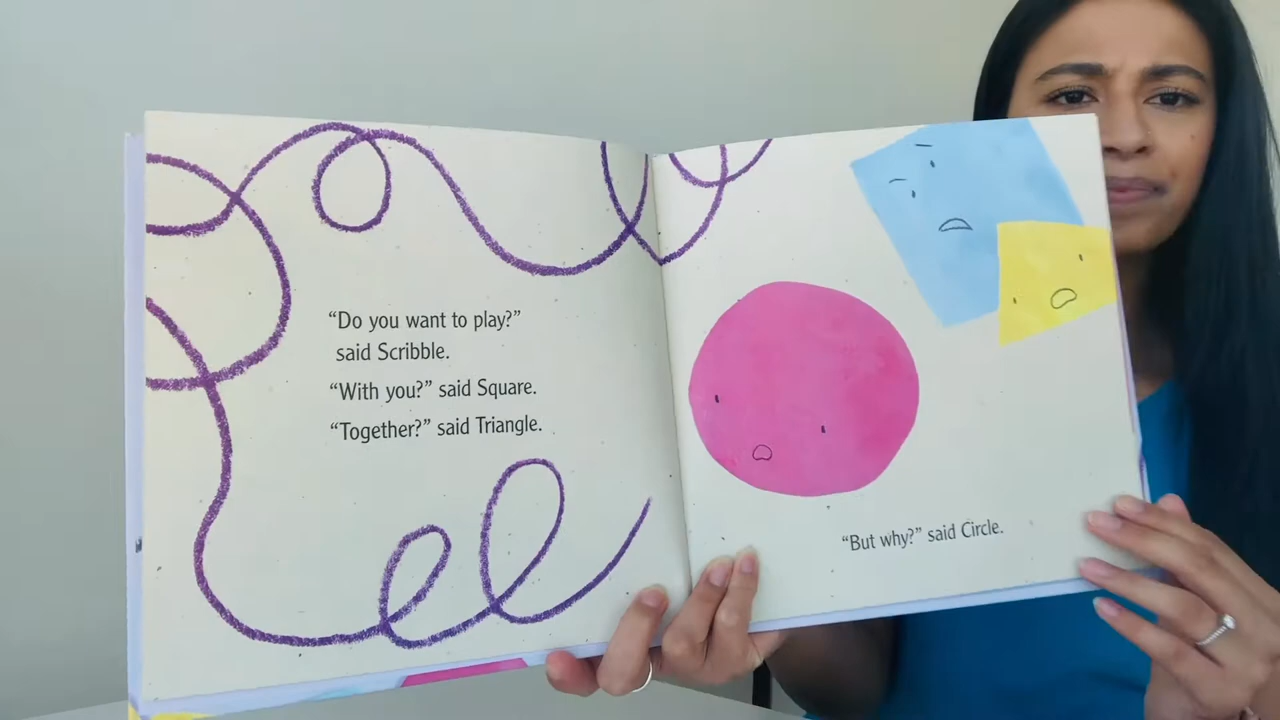 “Do you want to play?”
said Scribble.
“With you?” said Square.
“Together?” said Triangle.
“But why?” said Circle.